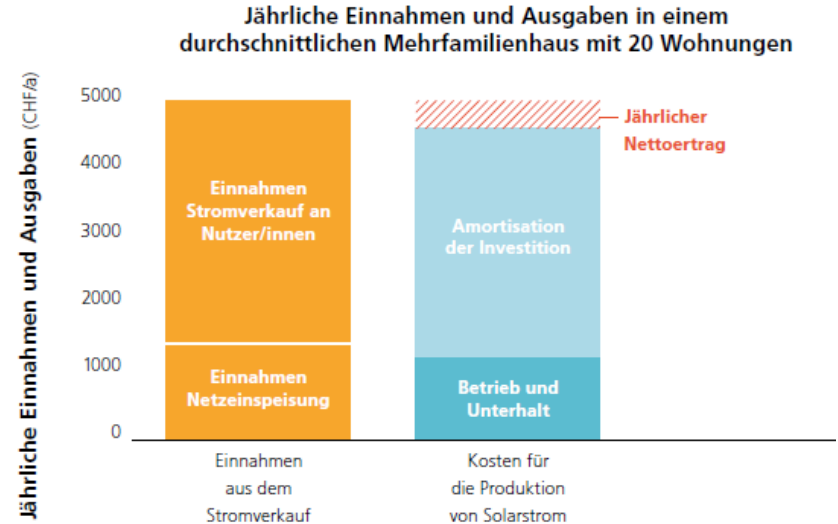 Jährliche Einnahmen und Ausgaben in einem
durchschnittlichen Mehrfamilienhaus mit 20 Wohnungen
Jährliche Einnahmen und Ausgaben (CHF/a)
5000
4000
3000
2000
1000
0
Einnahmen
Stromverkauf an
Nutzer/innen
Einnahmen
Netzeinspeisung
Jährlicher
Nettoertrag
Amortisation
der Investition
Betrieb und
Unterhalt
Einnahmen
aus dem
Stromverkauf
Kosten für
die Produktion
von Solarstrom